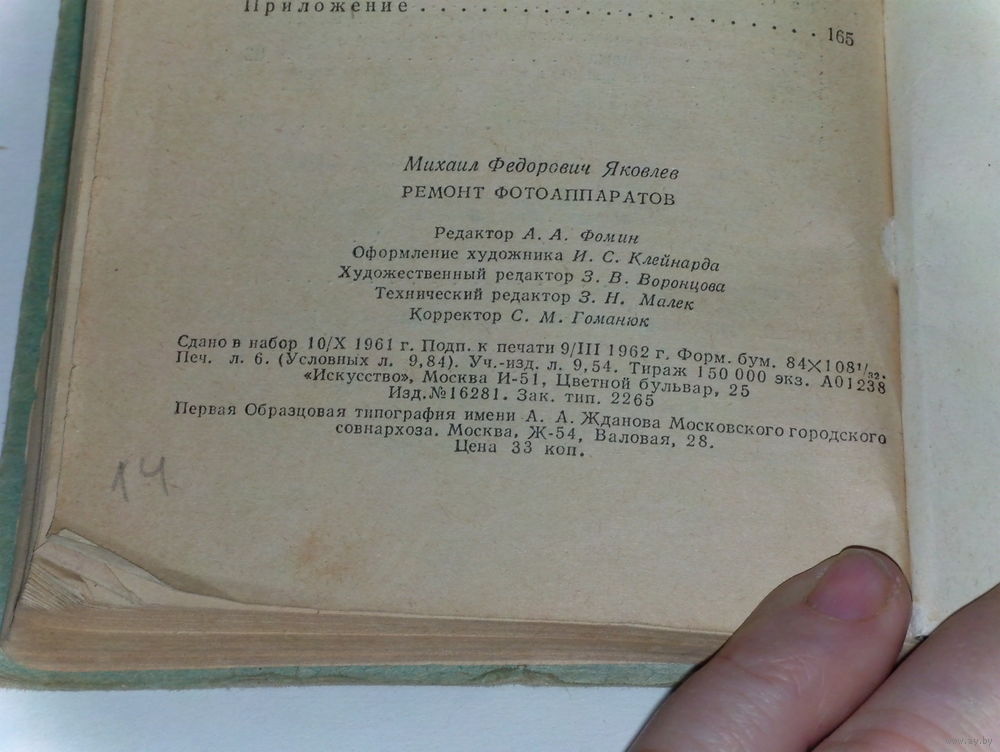 Приложение . . . . . . . . . . . . . . . . . . . . . . 165
Михаил Федорович Яковлев
РЕМОНТ ФОТОАППАРАТОВ
Редактор А. А. Фомин
Оформление художника И. С. Клейнарда
Художественный редактор З. В. Воронцова
Технический редактор З. Н. Малек
Корректор С. М. Гоманюк
Сдано в набор 10/X 1961 г. Подп. к печати 9/III 1962 г. Форм. бум. 84×108¹/₃₂.
Печ. л. 6. (Условных л. 9,84). Уч.-изд. л. 9,54. Тираж 150 000 экз. А01238
«Искусство», Москва И-51, Цветной бульвар, 25
Изд.№16281. Зак. тип. 2265
Первая Образцовая типография имени А. А. Жданова Московского городского
совнархоза. Москва, Ж-54, Валовая, 28.
Цена 33 коп.
14
www.ay.by